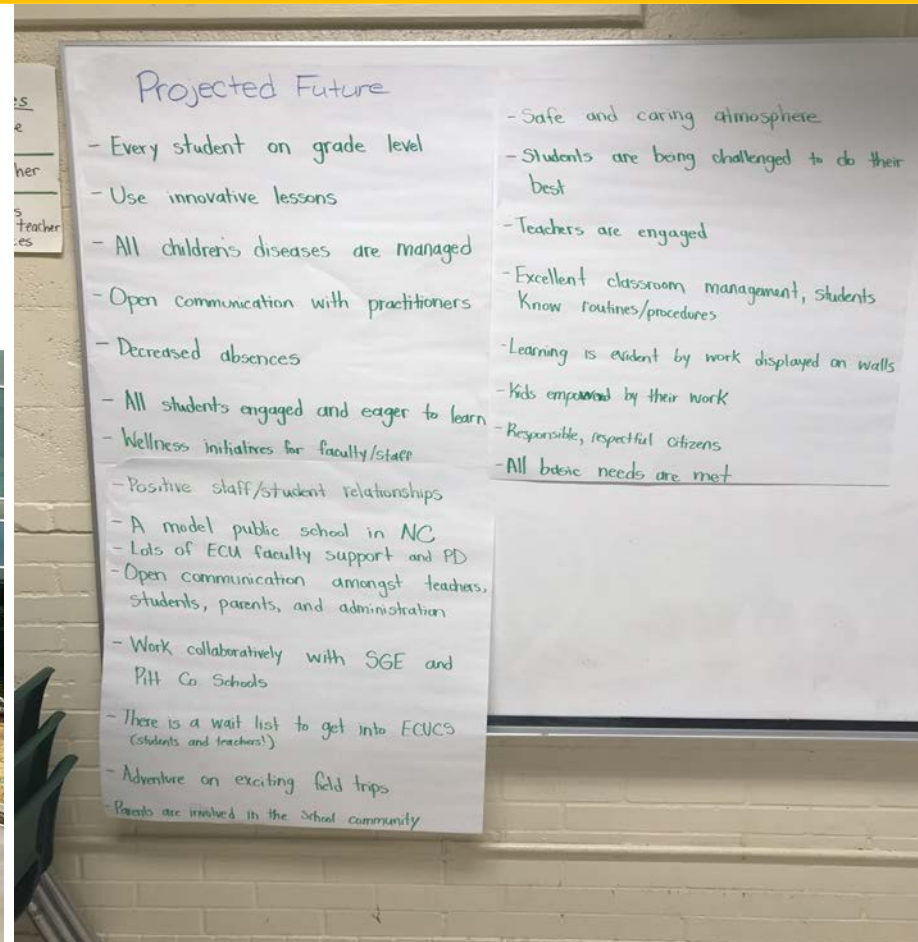 es
e
her
s
teacher
es
Projected Future
- Every student on grade level
- Use innovative lessons
- All children's diseases are managed
- Open communication with practitioners
- Decreased absences
- All students engaged and eager to learn
- Wellness initiatives for faculty/staff
- Positive staff/student relationships
- A model public school in NC
- Lots of ECU faculty support and PD
- Open communication amongst teachers,
students, parents, and administration
- Work collaboratively with SGE and
Pitt Co Schools
- There is a wait list to get into ECUCS
(students and teachers!)
- Adventure on exciting field trips
- Parents are involved in the school community
- Safe and caring atmosphere
- Students are being challenged to do their
best
- Teachers are engaged
- Excellent classroom management, students
Know routines/procedures
- Learning is evident by work displayed on walls
- Kids empowered by their work
- Responsible, respectful citizens
- All basic needs are met